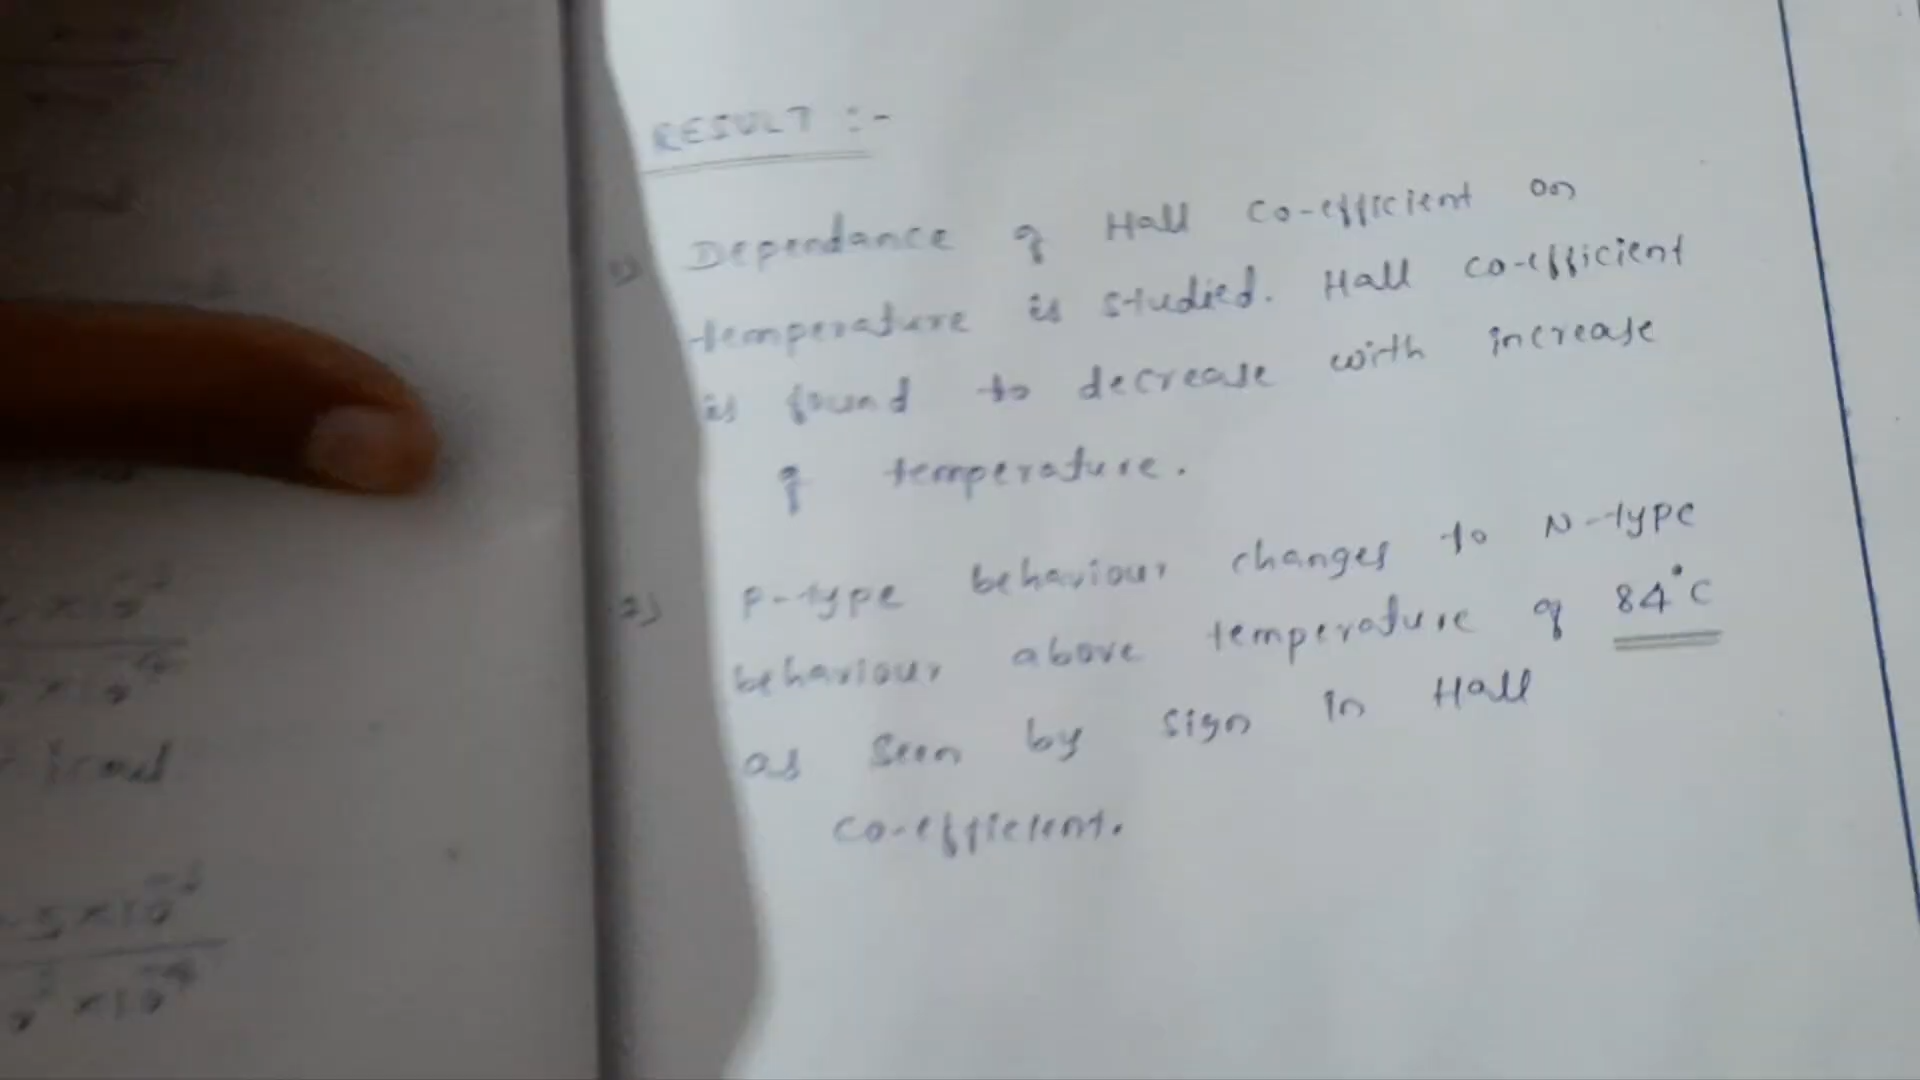 RESULT :-
1) Dependance of Hall Co-efficient on
temperature is studied. Hall Co-efficient
is found to decrease with increase
of temperature.
2) P-type behaviour changes to N-type
behaviour above temperature of 84°C
as seen by sign in Hall
Co-efficient.